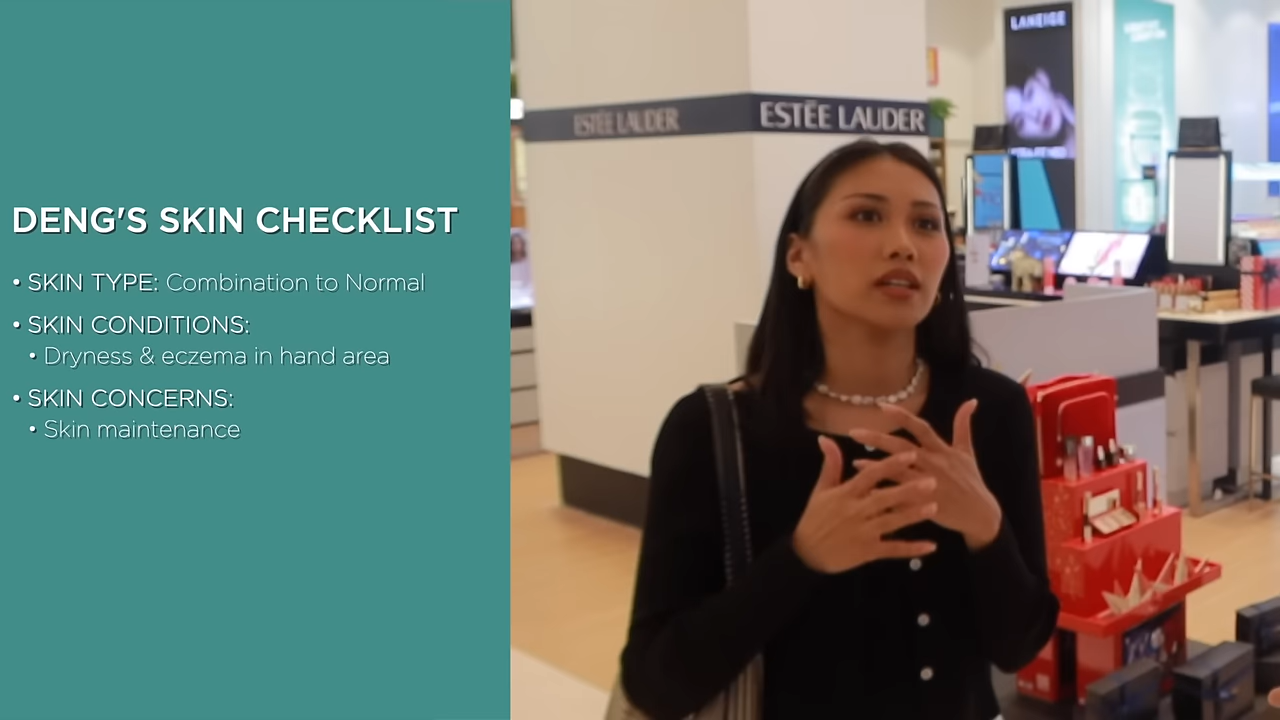 DENG'S SKIN CHECKLIST
• SKIN TYPE: Combination to Normal
• SKIN CONDITIONS:
• Dryness & eczema in hand area
• SKIN CONCERNS:
• Skin maintenance
ESTĒE LAUDER
ESTĒE LAUDER
LANEIGE